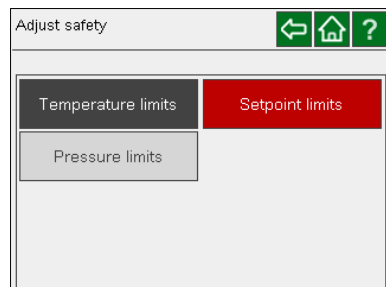 Adjust safety
?
Temperature limits
Setpoint limits
Pressure limits